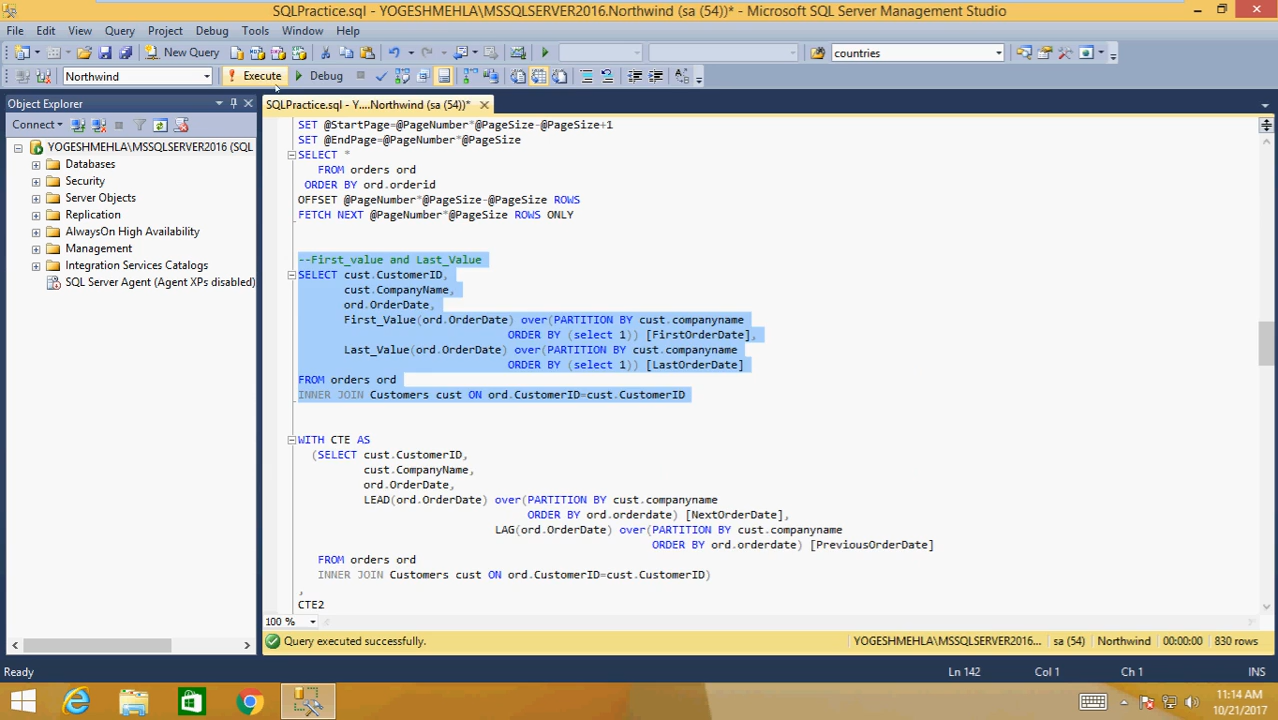 SQLPractice.sql - YOGESHMEHLA\MSSQLSERVER2016.Northwind (sa (54))* - Microsoft SQL Server Management Studio
File Edit View Query Project Debug Tools Window Help
New Query countries
Northwind Execute Debug
Object Explorer
SQLPractice.sql - Y....Northwind (sa (54))*
Connect
YOGESHMEHLA\MSSQLSERVER2016 (SQL
Databases
Security
Server Objects
Replication
AlwaysOn High Availability
Management
Integration Services Catalogs
SQL Server Agent (Agent XPs disabled)
SET @StartPage=@PageNumber*@PageSize-@PageSize+1
SET @EndPage=@PageNumber*@PageSize
SELECT *
FROM orders ord
ORDER BY ord.orderid
OFFSET @PageNumber*@PageSize-@PageSize ROWS
FETCH NEXT @PageNumber*@PageSize ROWS ONLY
--First_value and Last_Value
SELECT cust.CustomerID,
cust.CompanyName,
ord.OrderDate,
First_Value(ord.OrderDate) over(PARTITION BY cust.companyname
ORDER BY (select 1)) [FirstOrderDate],
Last_Value(ord.OrderDate) over(PARTITION BY cust.companyname
ORDER BY (select 1)) [LastOrderDate]
FROM orders ord
INNER JOIN Customers cust ON ord.CustomerID=cust.CustomerID
WITH CTE AS
(SELECT cust.CustomerID,
cust.CompanyName,
ord.OrderDate,
LEAD(ord.OrderDate) over(PARTITION BY cust.companyname
ORDER BY ord.orderdate) [NextOrderDate],
LAG(ord.OrderDate) over(PARTITION BY cust.companyname
ORDER BY ord.orderdate) [PreviousOrderDate]
FROM orders ord
INNER JOIN Customers cust ON ord.CustomerID=cust.CustomerID)
,
CTE2
100 %
Query executed successfully. YOGESHMEHLA\MSSQLSERVER2016... sa (54) Northwind 00:00:00 830 rows
Ready Ln 142 Col 1 Ch 1 INS
11:14 AM
10/21/2017